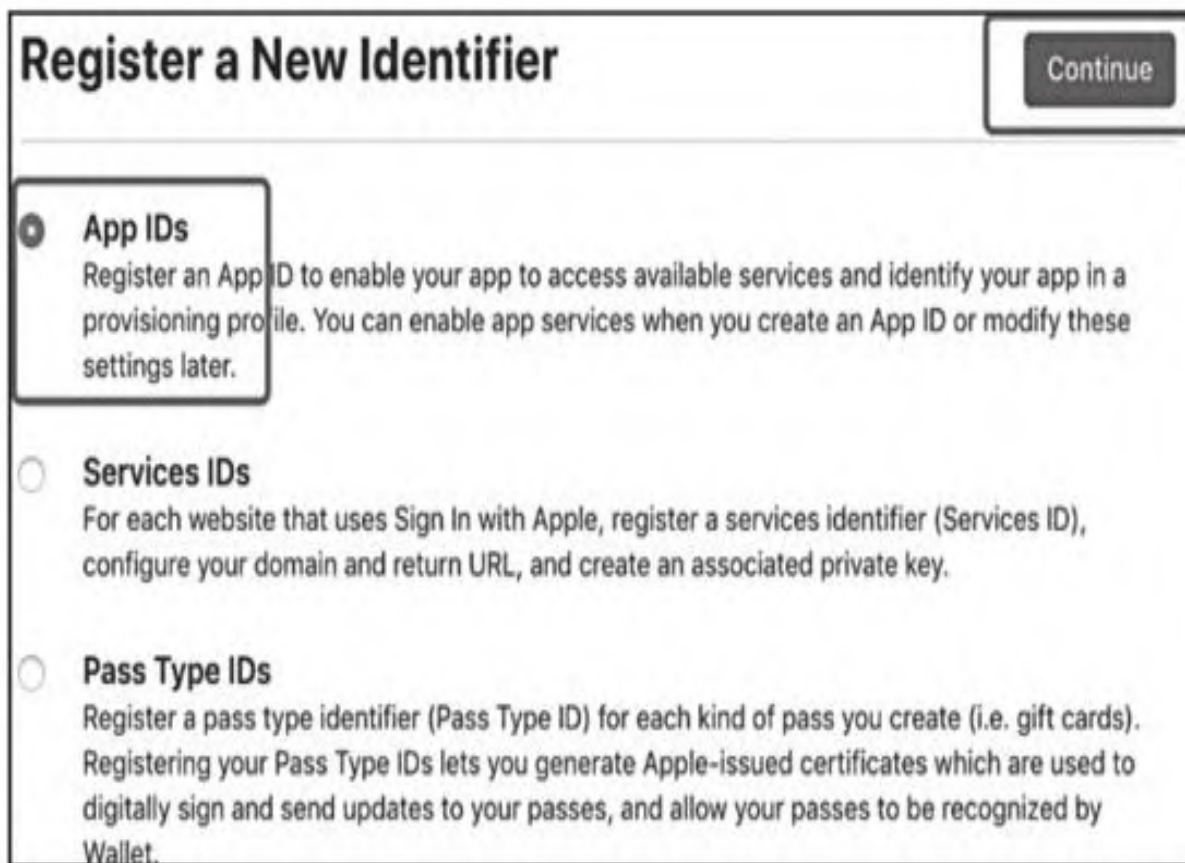 Register a New Identifier
Continue
App IDs
Register an App ID to enable your app to access available services and identify your app in a
provisioning profile. You can enable app services when you create an App ID or modify these
settings later.
Services IDs
For each website that uses Sign In with Apple, register a services identifier (Services ID),
configure your domain and return URL, and create an associated private key.
Pass Type IDs
Register a pass type identifier (Pass Type ID) for each kind of pass you create (i.e. gift cards).
Registering your Pass Type IDs lets you generate Apple-issued certificates which are used to
digitally sign and send updates to your passes, and allow your passes to be recognized by
Wallet.